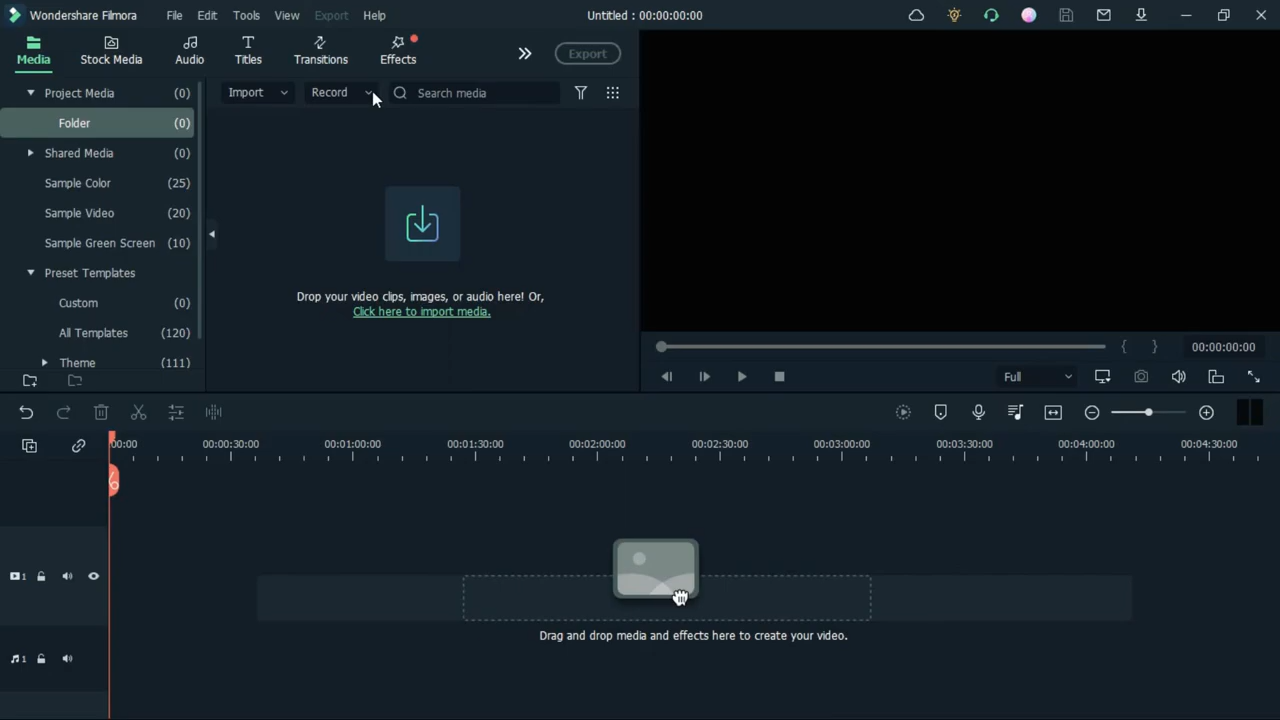 Wondershare Filmora File Edit Tools View Export Help Untitled : 00:00:00:00
Media Stock Media Audio Titles Transitions Effects Export
Import Record Search media
Project Media (0)
Folder (0)
Shared Media (0)
Sample Color (25)
Sample Video (20)
Sample Green Screen (10)
Preset Templates
Custom (0)
All Templates (120)
Theme (111)
Drop your video clips, images, or audio here! Or,
Click here to import media.
{ } 00:00:00:00
Full
00:00 00:00:30:00 00:01:00:00 00:01:30:00 00:02:00:00 00:02:30:00 00:03:00:00 00:03:30:00 00:04:00:00 00:04:30:00
1
Drag and drop media and effects here to create your video.
1